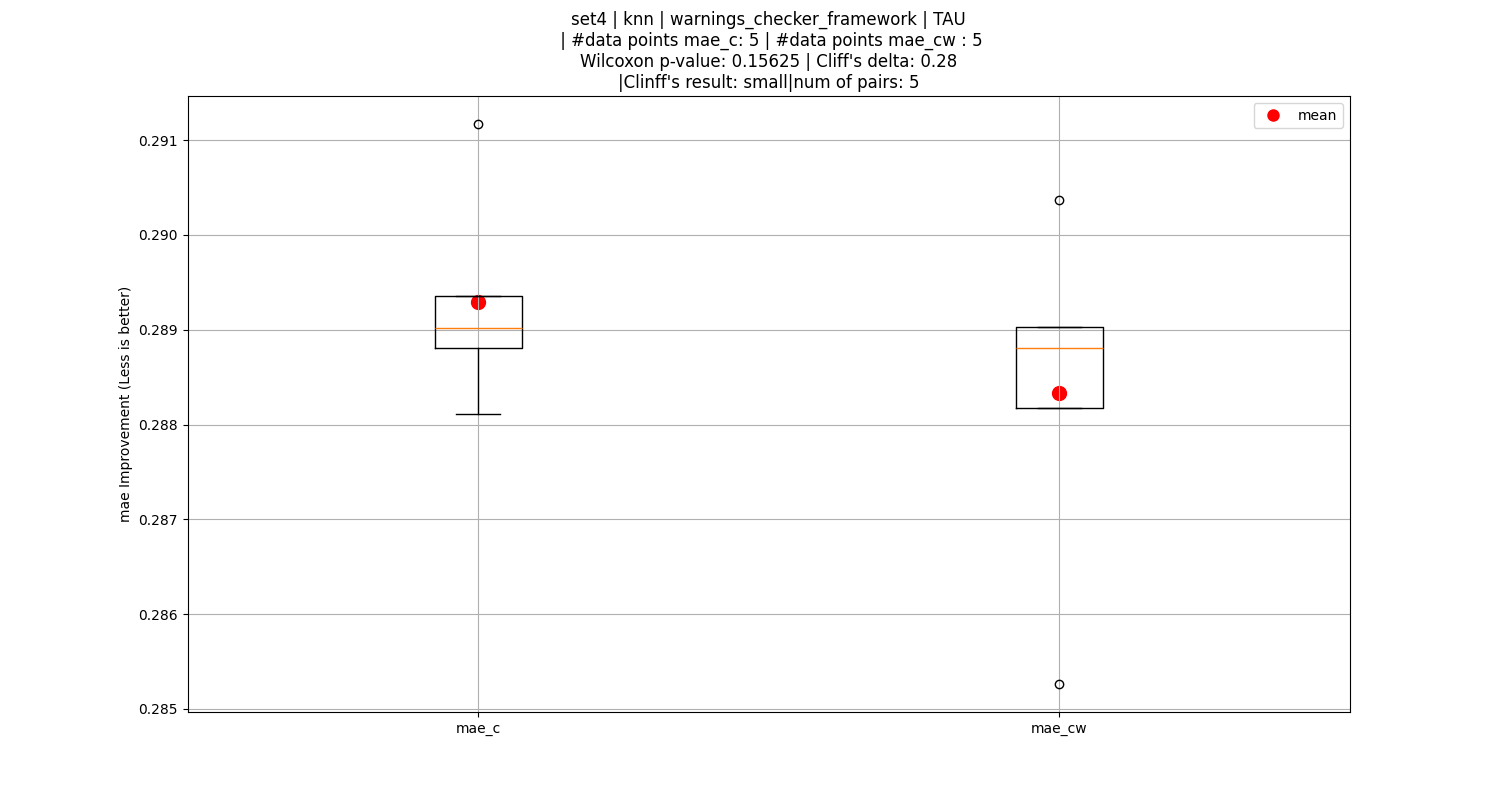 set4 | knn | warnings_checker_framework | TAU
| #data points mae_c: 5 | #data points mae_cw : 5
Wilcoxon p-value: 0.15625 | Cliff's delta: 0.28
|Clinff's result: small|num of pairs: 5
mean
0.291
0.290
0.289
0.288
0.287
0.286
0.285
mae Improvement (Less is better)
mae_c
mae_cw